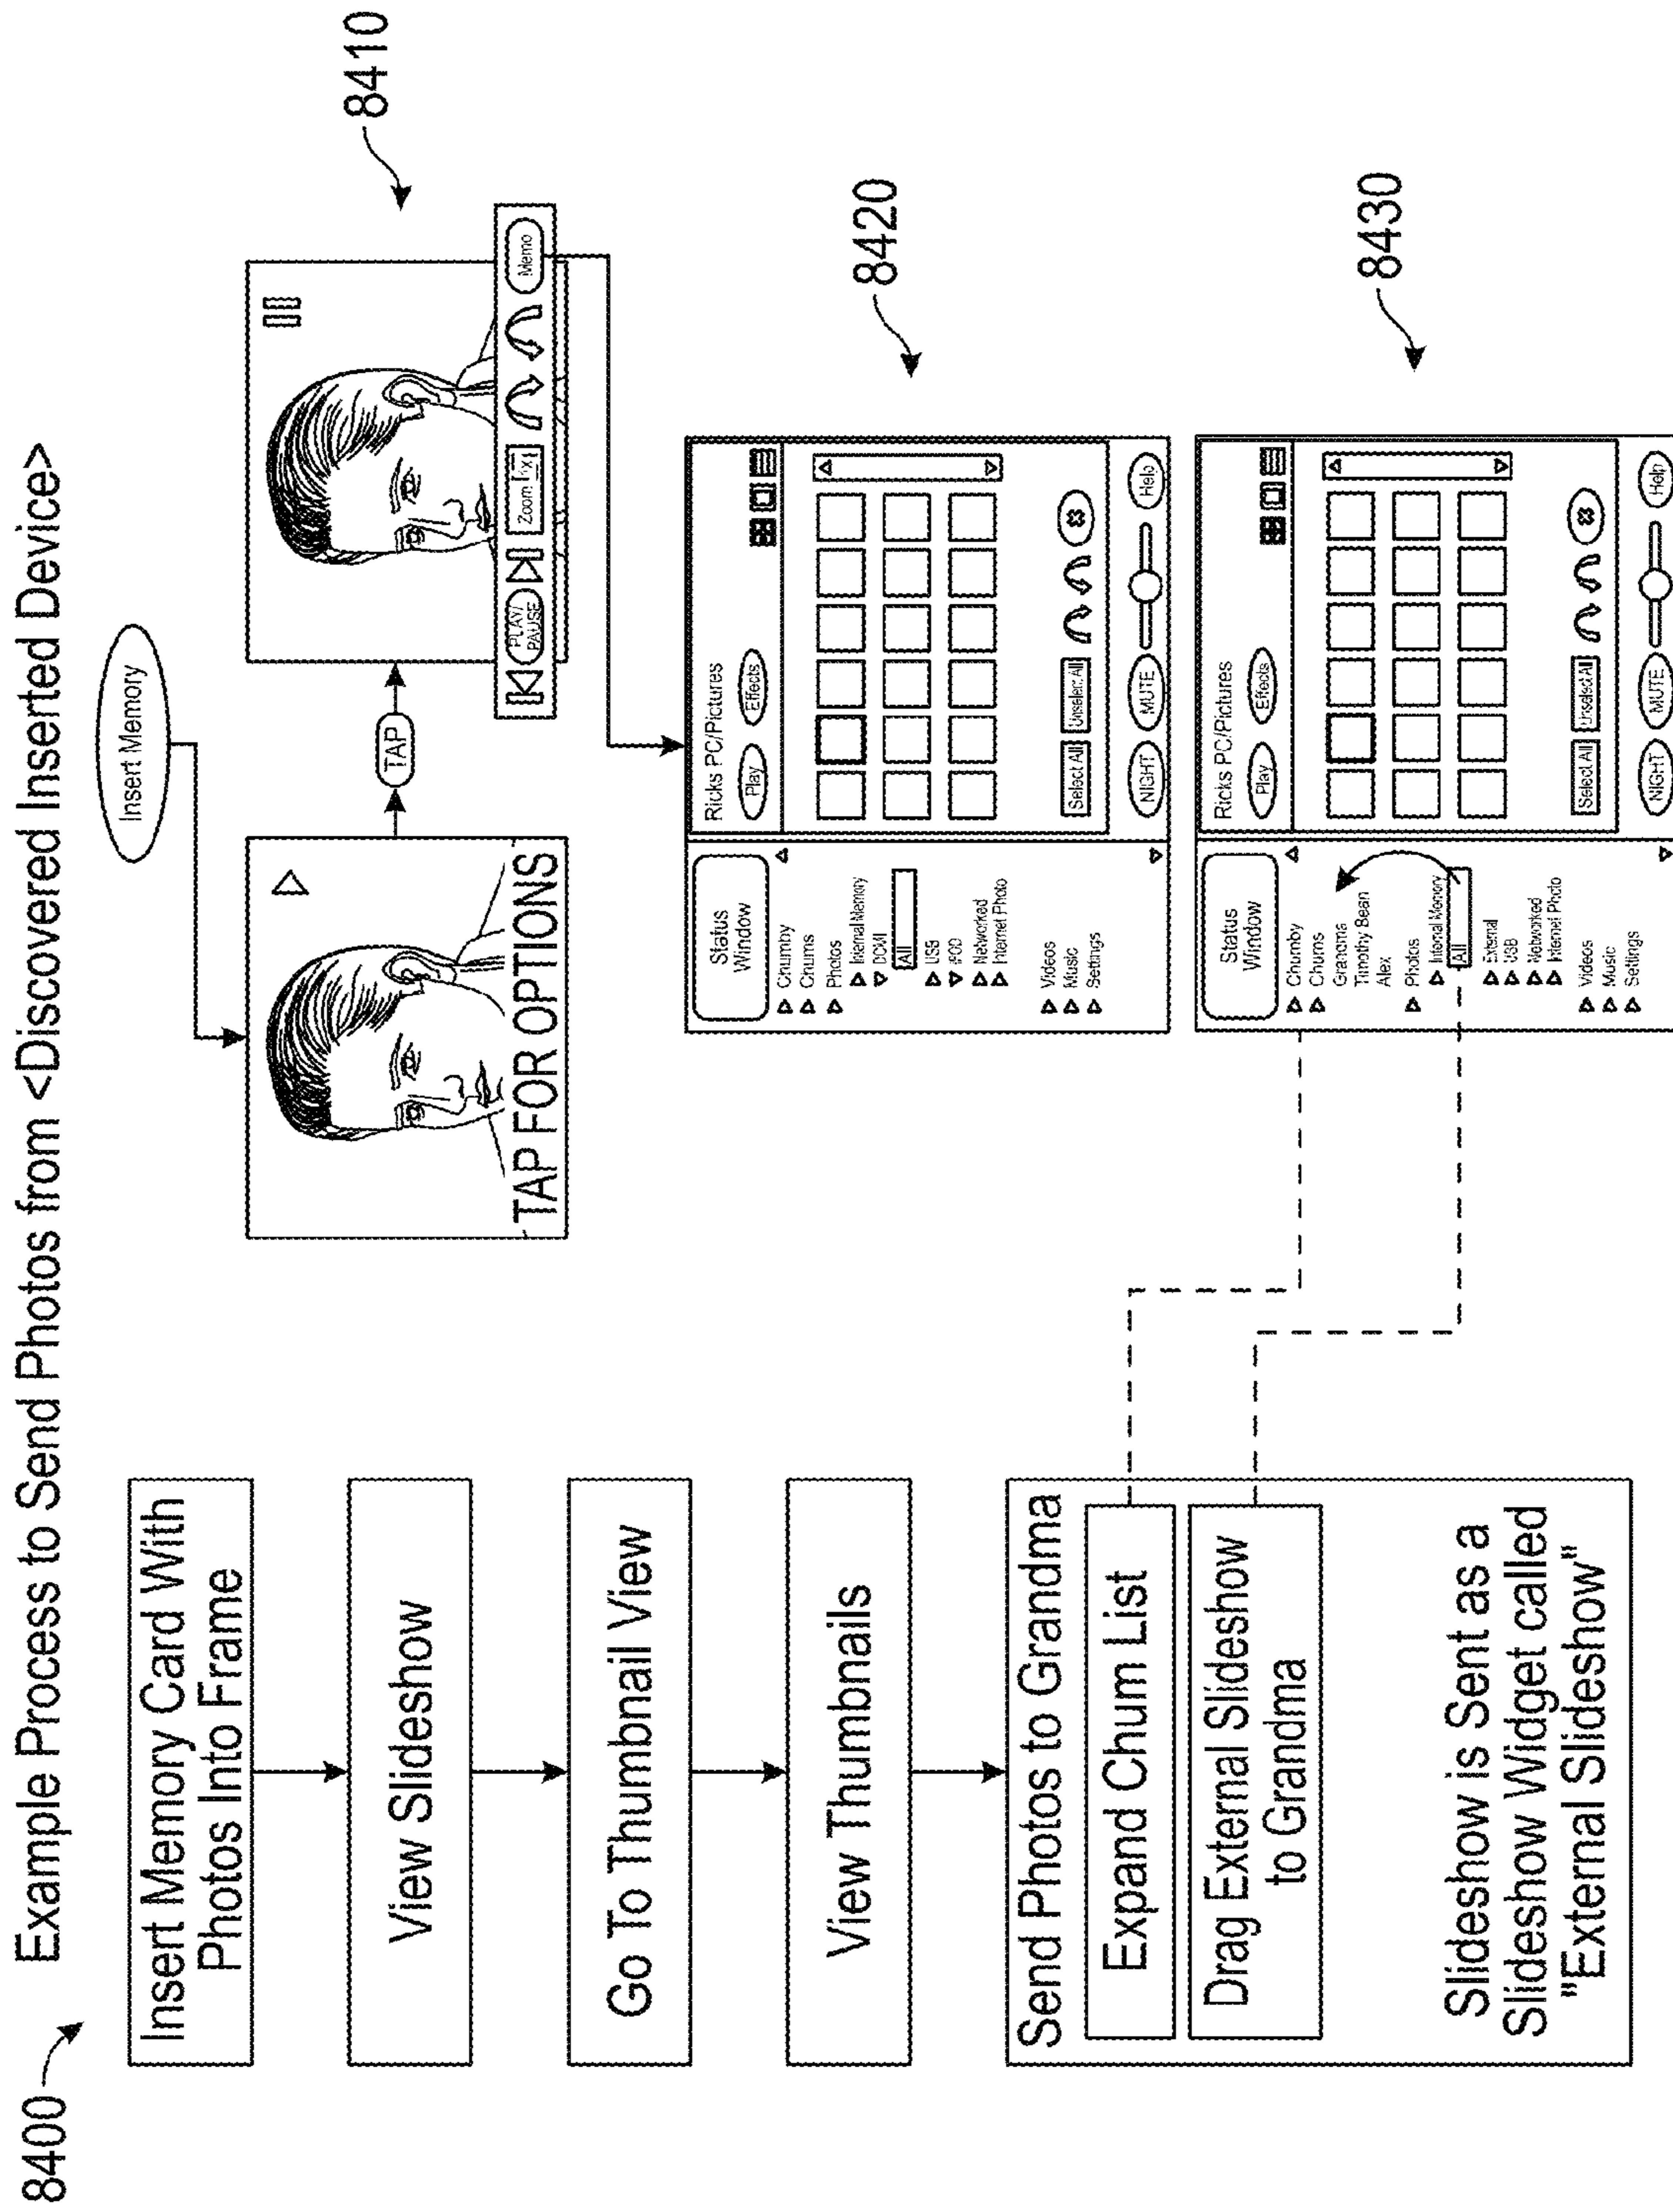 8400
Example Process to Send Photos from <Discovered Inserted Device>
Insert Memory Card With
Photos Into Frame
View Slideshow
Go To Thumbnail View
View Thumbnails
Send Photos to Grandma
Expand Chum List
Drag External Slideshow
to Grandma
Slideshow is Sent as a
Slideshow Widget called
"External Slideshow"
Insert Memory
TAP FOR OPTIONS
TAP
PLAY/
PAUSE
Zoom 1x
Memo
8410
Status
Window
Chumby
Chums
Photos
Internal Memory
All
USB
iPOD
Networked
Internet Photo
Videos
Music
Settings
Ricks PC/Pictures
Play
Effects
Select All
Unselect All
NIGHT
MUTE
Help
8420
Status
Window
Chumby
Chums
Grandma
Timothy Bean
Alex
Photos
Internal Memory
All
External
USB
Networked
Internet Photo
Videos
Music
Settings
Ricks PC/Pictures
Play
Effects
Select All
Unselect All
NIGHT
MUTE
Help
8430